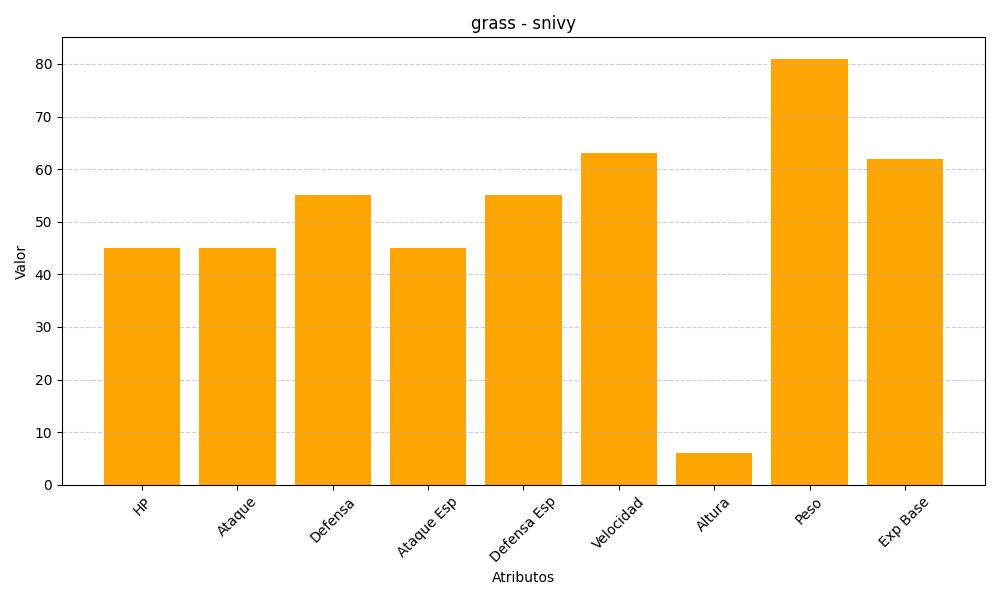 grass - snivy
Valor
80
70
60
50
40
30
20
10
0
HP
Ataque
Defensa
Ataque Esp
Defensa Esp
Velocidad
Altura
Peso
Exp Base
Atributos